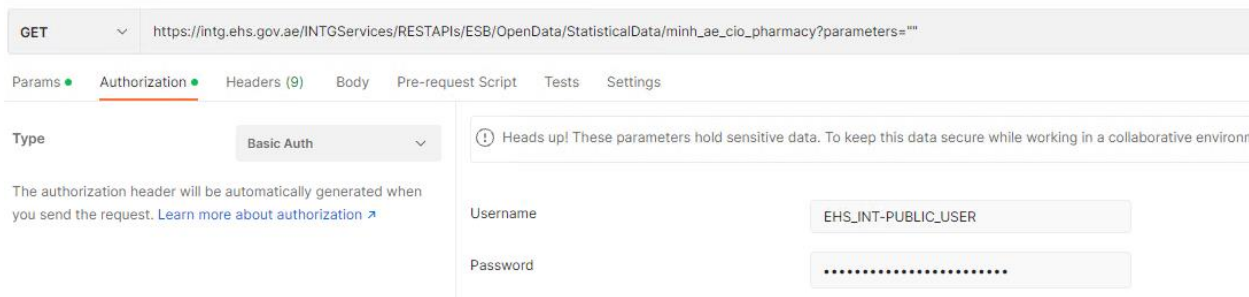 GET https://intg.ehs.gov.ae/INTGServices/RESTAPIs/ESB/OpenData/StatisticalData/minh_ae_cio_pharmacy?parameters=""
Params Authorization Headers (9) Body Pre-request Script Tests Settings
Type Basic Auth
The authorization header will be automatically generated when
you send the request. Learn more about authorization ↗
Heads up! These parameters hold sensitive data. To keep this data secure while working in a collaborative environ
Username EHS_INT-PUBLIC_USER
Password ••••••••••••••••••••••••